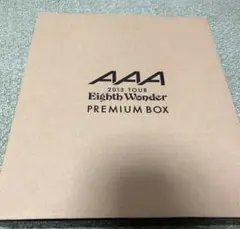 AAA
2013 TOUR
Eighth Wonder
PREMIUM BOX